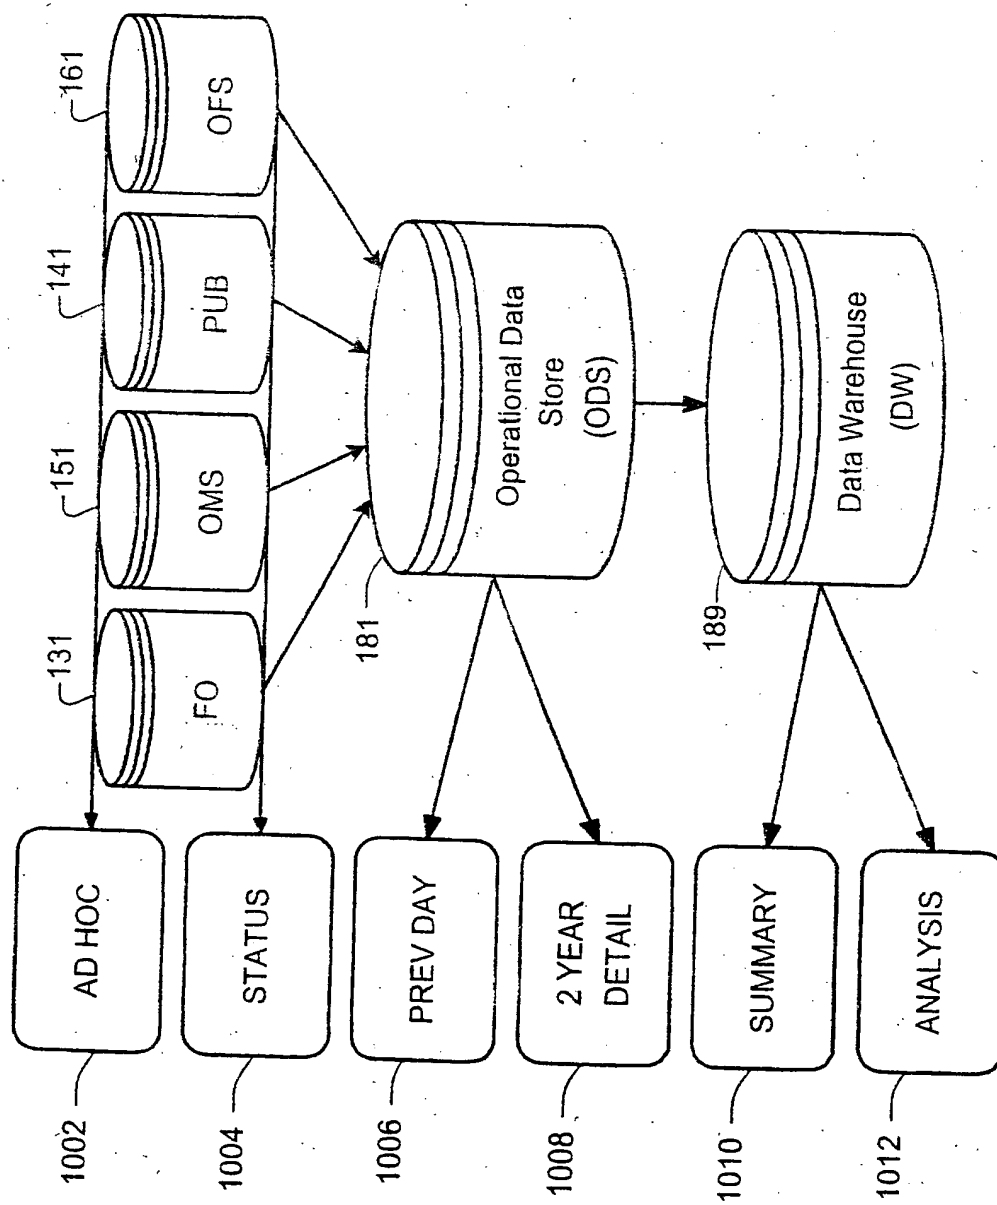 161
OFS
141
PUB
151
OMS
131
FO
Operational Data
Store
(ODS)
181
Data Warehouse
(DW)
189
AD HOC
1002
STATUS
1004
PREV DAY
1006
2 YEAR
DETAIL
1008
SUMMARY
1010
ANALYSIS
1012